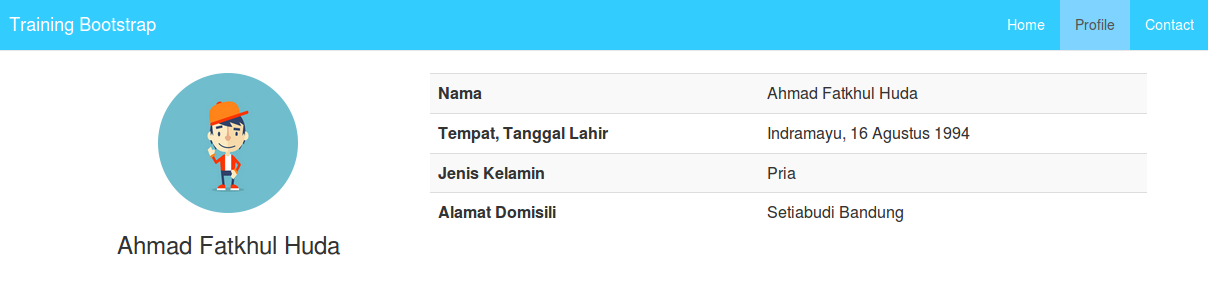 Training Bootstrap
Home Profile Contact
Ahmad Fatkhul Huda
Nama Ahmad Fatkhul Huda
Tempat, Tanggal Lahir Indramayu, 16 Agustus 1994
Jenis Kelamin Pria
Alamat Domisili Setiabudi Bandung